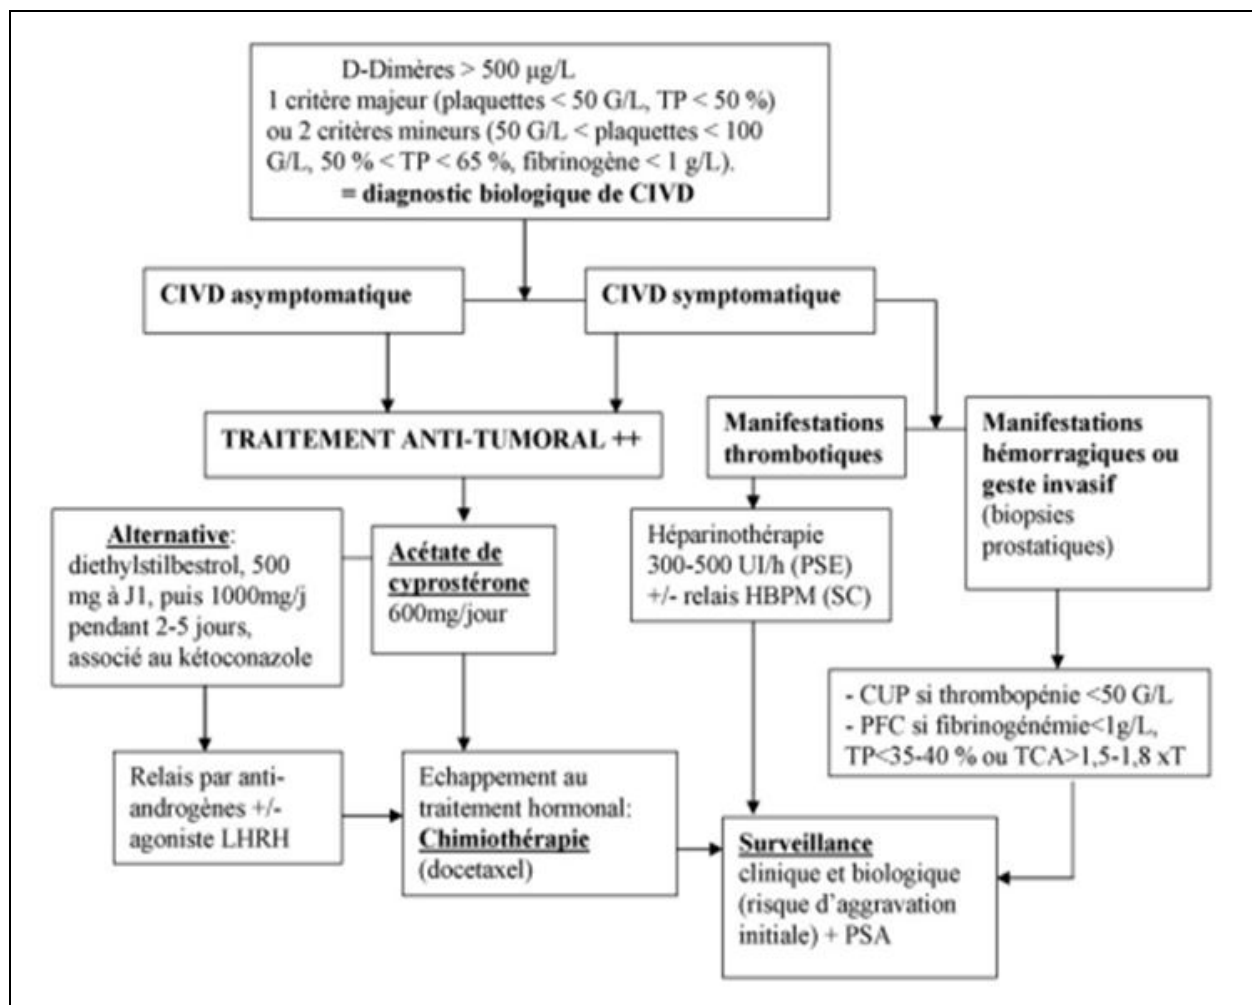 D-Dimères > 500 µg/L
1 critère majeur (plaquettes < 50 G/L, TP < 50 %)
ou 2 critères mineurs (50 G/L < plaquettes < 100
G/L, 50 % < TP < 65 %, fibrinogène < 1 g/L).
= diagnostic biologique de CIVD
CIVD asymptomatique
CIVD symptomatique
TRAITEMENT ANTI-TUMORAL ++
Manifestations
thrombotiques
Manifestations
hémorragiques ou
geste invasif
(biopsies
prostatiques)
Alternative:
diethylstilbestrol, 500
mg à J1, puis 1000mg/j
pendant 2-5 jours,
associé au kétoconazole
Acétate de
cyprostérone
600mg/jour
Héparinothérapie
300-500 UI/h (PSE)
+/- relais HBPM (SC)
- CUP si thrombopénie <50 G/L
- PFC si fibrinogénémie<1g/L,
TP<35-40 % ou TCA>1,5-1,8 xT
Relais par anti-
androgènes +/-
agoniste LHRH
Echappement au
traitement hormonal:
Chimiothérapie
(docetaxel)
Surveillance
clinique et biologique
(risque d'aggravation
initiale) + PSA